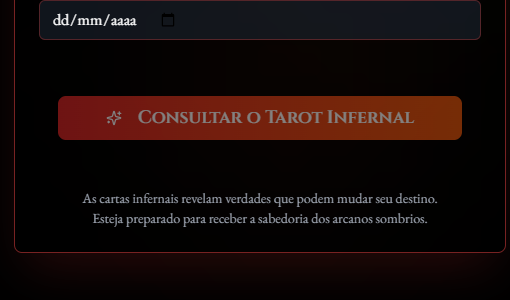 dd/mm/aaaa
Consultar o Tarot Infernal
As cartas infernais revelam verdades que podem mudar seu destino.
Esteja preparado para receber a sabedoria dos arcanos sombrios.